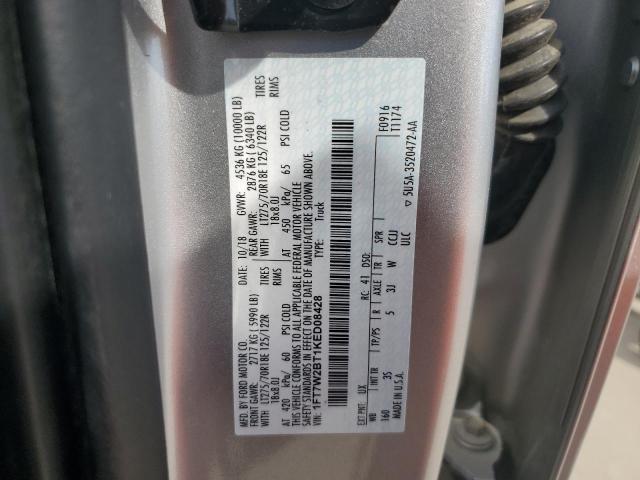 MFD. BY FORD MOTOR CO.
DATE: 10/18 GVWR: 4536 KG (10000 LB)
FRONT GAWR: 2717 KG (5990 LB) REAR GAWR: 2876 KG (6340 LB)
WITH LT275/70R18E 125/122R TIRES WITH LT275/70R18E 125/122R TIRES
18x8.0J RIMS 18x8.0J RIMS
AT 420 kPa/ 60 PSI COLD AT 450 kPa/ 65 PSI COLD
THIS VEHICLE CONFORMS TO ALL APPLICABLE FEDERAL MOTOR VEHICLE
SAFETY STANDARDS IN EFFECT ON THE DATE OF MANUFACTURE SHOWN ABOVE.
VIN: 1FT7W2BT1KED08428 TYPE: Truck
F0916
T1174
EXT PNT: UX RC: 41 DSO:
WB INT TR TP/PS R AXLE TR SPR
160 35 5 3J W CCJJ
MADE IN U.S.A. ULC
▽ 5U5A-3520472-AA